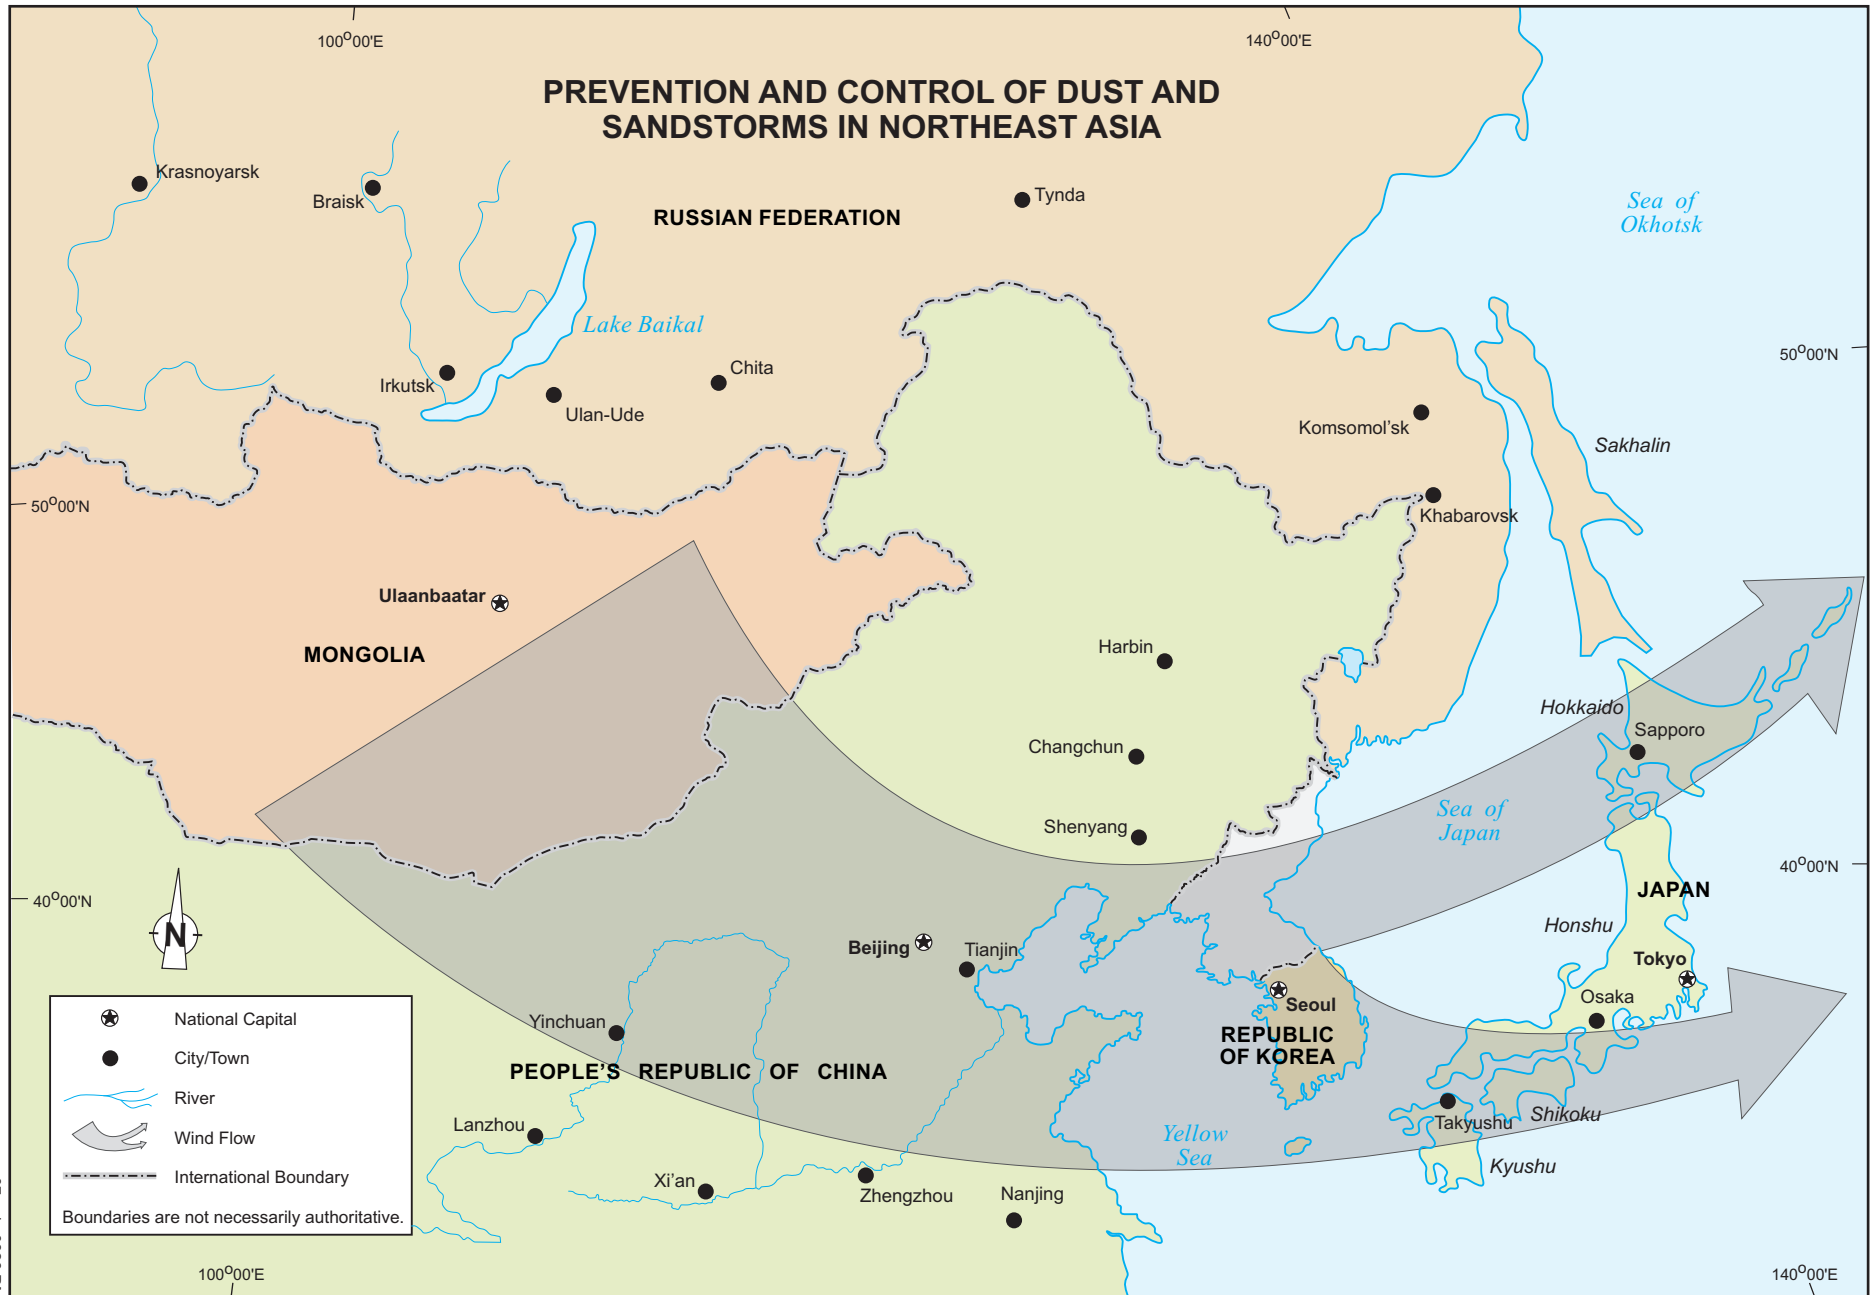 100°00'E
140°00'E
PREVENTION AND CONTROL OF DUST AND
SANDSTORMS IN NORTHEAST ASIA
Krasnoyarsk
Braisk
Tynda
RUSSIAN FEDERATION
Sea of
Okhotsk
Lake Baikal
50°00'N
Chita
Irkutsk
Ulan-Ude
Komsomol'sk
Sakhalin
50°00'N
Khabarovsk
Ulaanbaatar
MONGOLIA
Harbin
Hokkaido
Sapporo
Changchun
Sea of
Japan
Shenyang
40°00'N
JAPAN
40°00'N
N
Honshu
Beijing
Tianjin
Tokyo
Seoul
Osaka
Yinchuan
REPUBLIC
OF KOREA
PEOPLE'S REPUBLIC OF CHINA
Lanzhou
Takyushu
Shikoku
Yellow
Sea
Kyushu
Xi'an
Zhengzhou
Nanjing
National Capital
City/Town
River
Wind Flow
International Boundary
Boundaries are not necessarily authoritative.
100°00'E
140°00'E